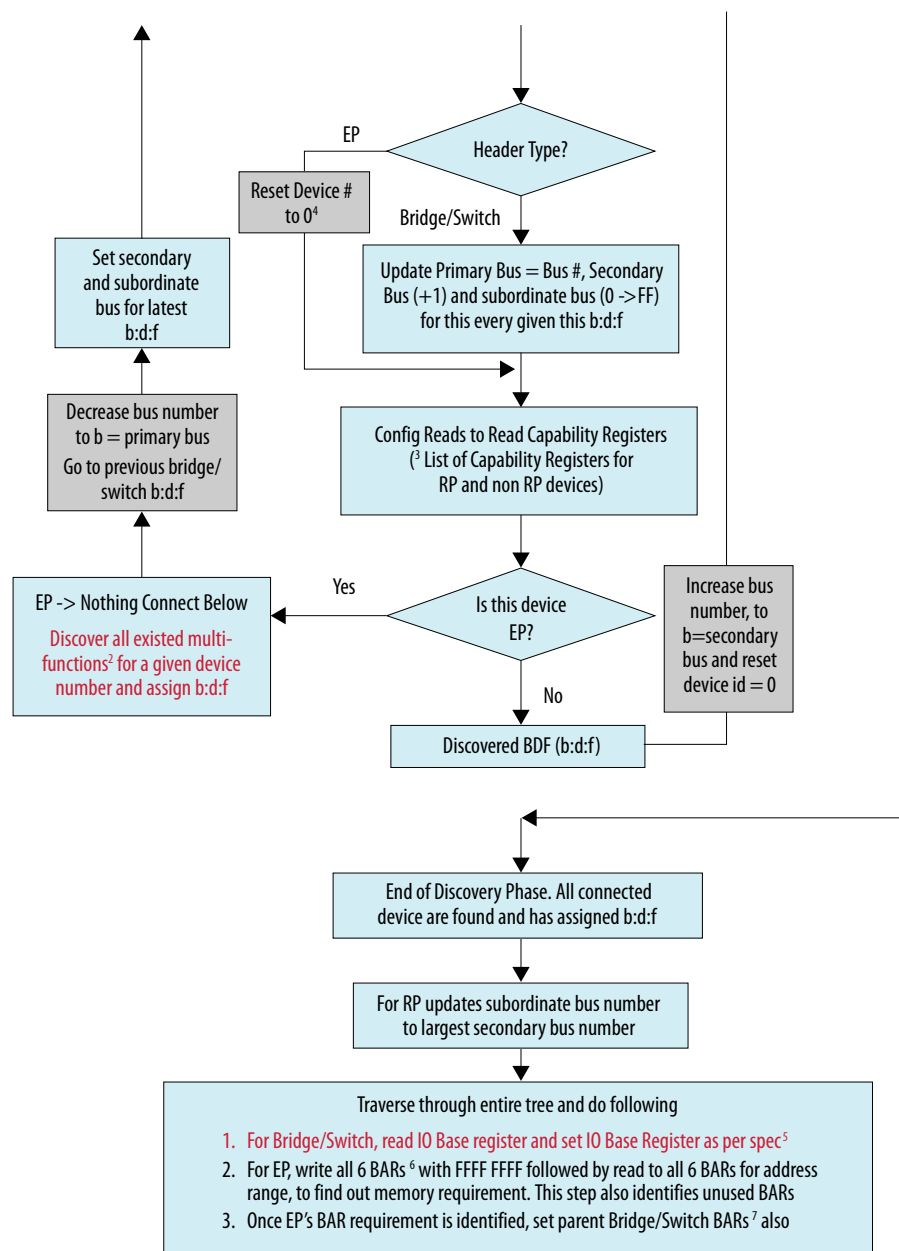 EP
Header Type?
Reset Device #
to 0⁴
Bridge/Switch
Set secondary
and subordinate
bus for latest
b:d:f
Update Primary Bus = Bus #, Secondary
Bus (+1) and subordinate bus (0 ->FF)
for this every given this b:d:f
Decrease bus number
to b = primary bus
Go to previous bridge/
switch b:d:f
Config Reads to Read Capability Registers
(³ List of Capability Registers for
RP and non RP devices)
EP -> Nothing Connect Below
Discover all existed multi-
functions² for a given device
number and assign b:d:f
Yes
Is this device
EP?
No
Increase bus
number, to
b=secondary
bus and reset
device id = 0
Discovered BDF (b:d:f)
End of Discovery Phase. All connected
device are found and has assigned b:d:f
For RP updates subordinate bus number
to largest secondary bus number
Traverse through entire tree and do following
1. For Bridge/Switch, read IO Base register and set IO Base Register as per spec⁵
2. For EP, write all 6 BARs ⁶ with FFFF FFFF followed by read to all 6 BARs for address
range, to find out memory requirement. This step also identifies unused BARs
3. Once EP's BAR requirement is identified, set parent Bridge/Switch BARs ⁷ also